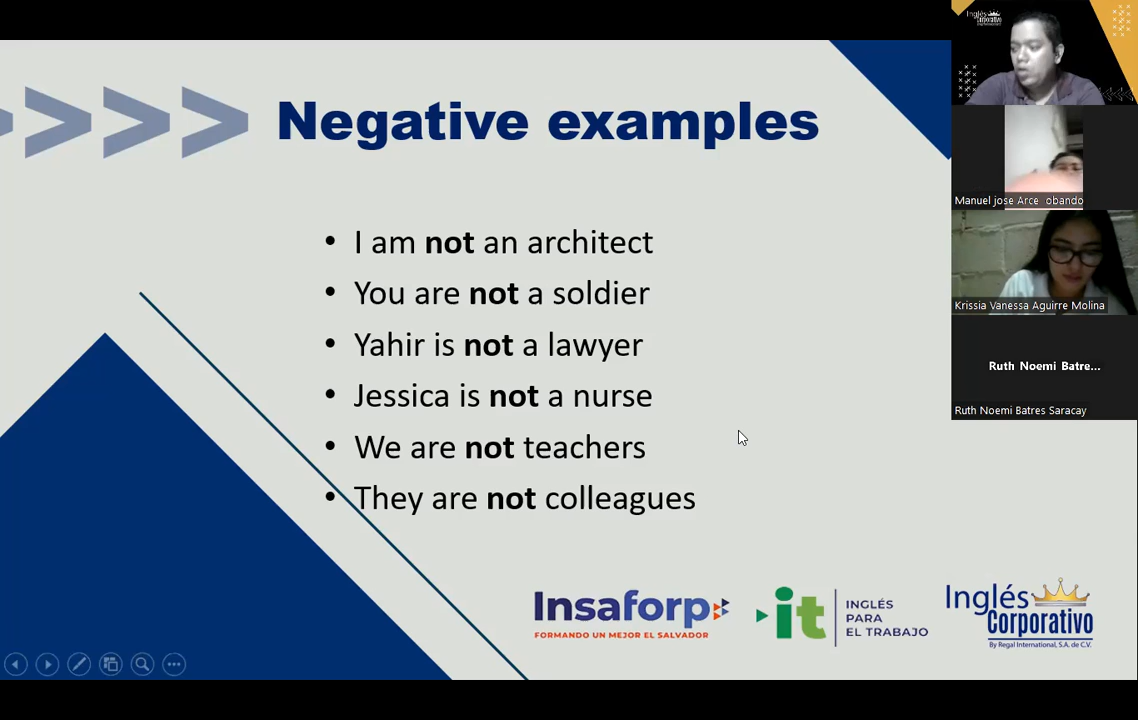 Negative examples
• I am not an architect
• You are not a soldier
• Yahir is not a lawyer
• Jessica is not a nurse
• We are not teachers
• They are not colleagues
Insaforp
FORMANDO UN MEJOR EL SALVADOR
it
INGLÉS
PARA
EL TRABAJO
Inglés
Corporativo
By Regal International, S.A. de C.V.
Inglés
Corporativo
Manuel jose Arce obando
Krissia Vanessa Aguirre Molina
Ruth Noemi Batre...
Ruth Noemi Batres Saracay